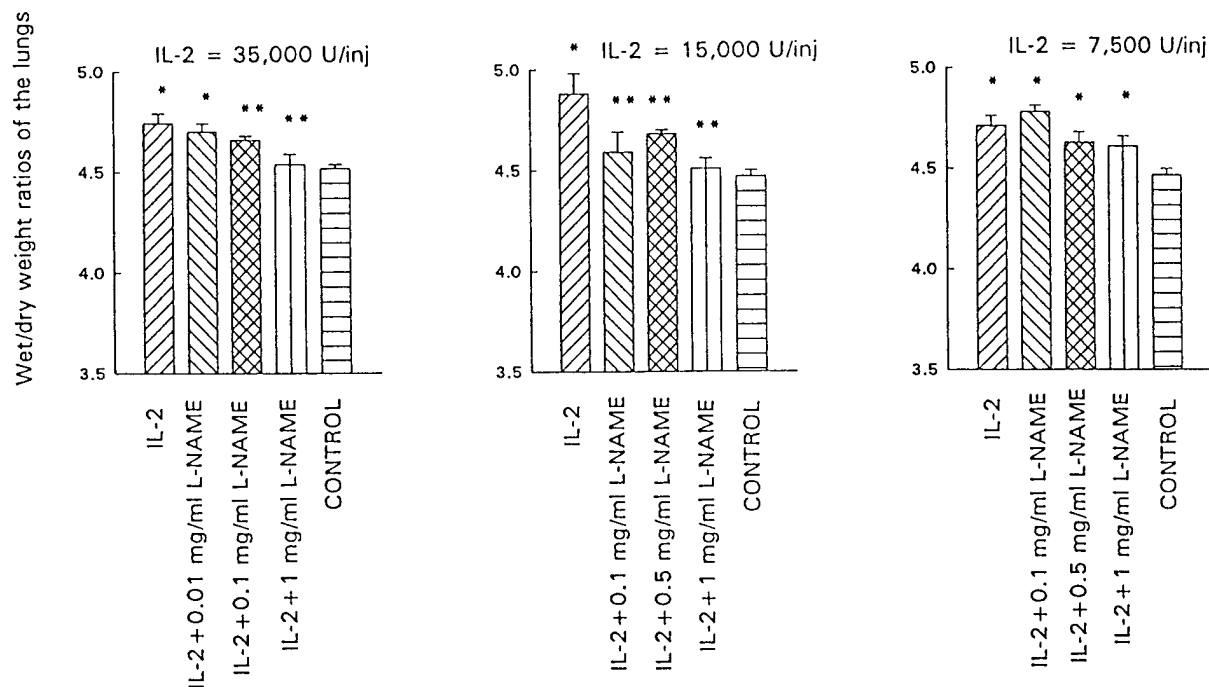 Wet/dry weight ratios of the lungs
IL-2 = 35,000 U/inj
* * ** **
5.0
4.5
4.0
3.5
IL-2
IL-2+0.01 mg/ml L-NAME
IL-2+0.1 mg/ml L-NAME
IL-2+1 mg/ml L-NAME
CONTROL
IL-2 = 15,000 U/inj
* ** ** **
5.0
4.5
4.0
3.5
IL-2
IL-2+0.1 mg/ml L-NAME
IL-2+0.5 mg/ml L-NAME
IL-2+1 mg/ml L-NAME
CONTROL
IL-2 = 7,500 U/inj
* * * *
5.0
4.5
4.0
3.5
IL-2
IL-2+0.1 mg/ml L-NAME
IL-2+0.5 mg/ml L-NAME
IL-2+1 mg/ml L-NAME
CONTROL